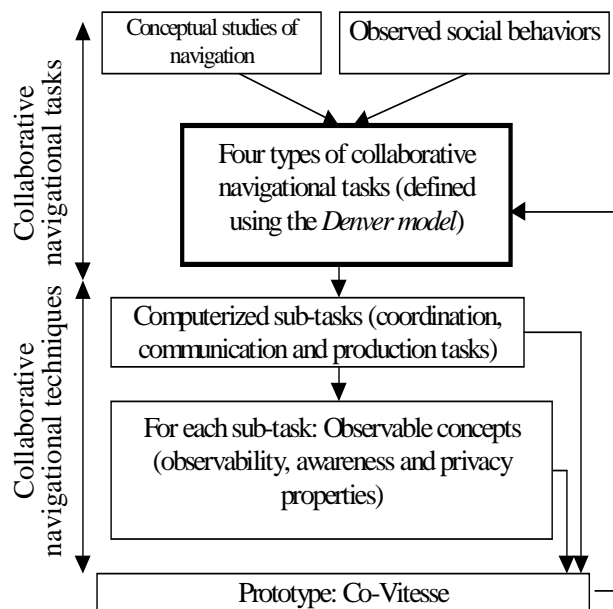 Conceptual studies of
navigation
Observed social behaviors
Collaborative
navigational tasks
Four types of collaborative
navigational tasks (defined
using the Denver model)
Collaborative
navigational techniques
Computerized sub-tasks (coordination,
communication and production tasks)
For each sub-task: Observable concepts
(observability, awareness and privacy
properties)
Prototype: Co-Vitesse